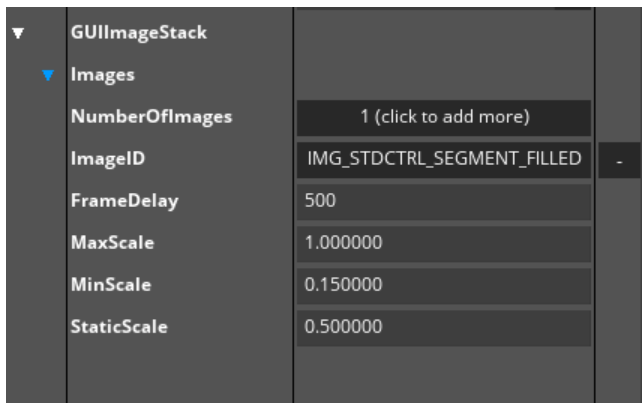 GUIImageStack
Images
NumberOfImages 1 (click to add more)
ImageID IMG_STDCTRL_SEGMENT_FILLED -
FrameDelay 500
MaxScale 1.000000
MinScale 0.150000
StaticScale 0.500000